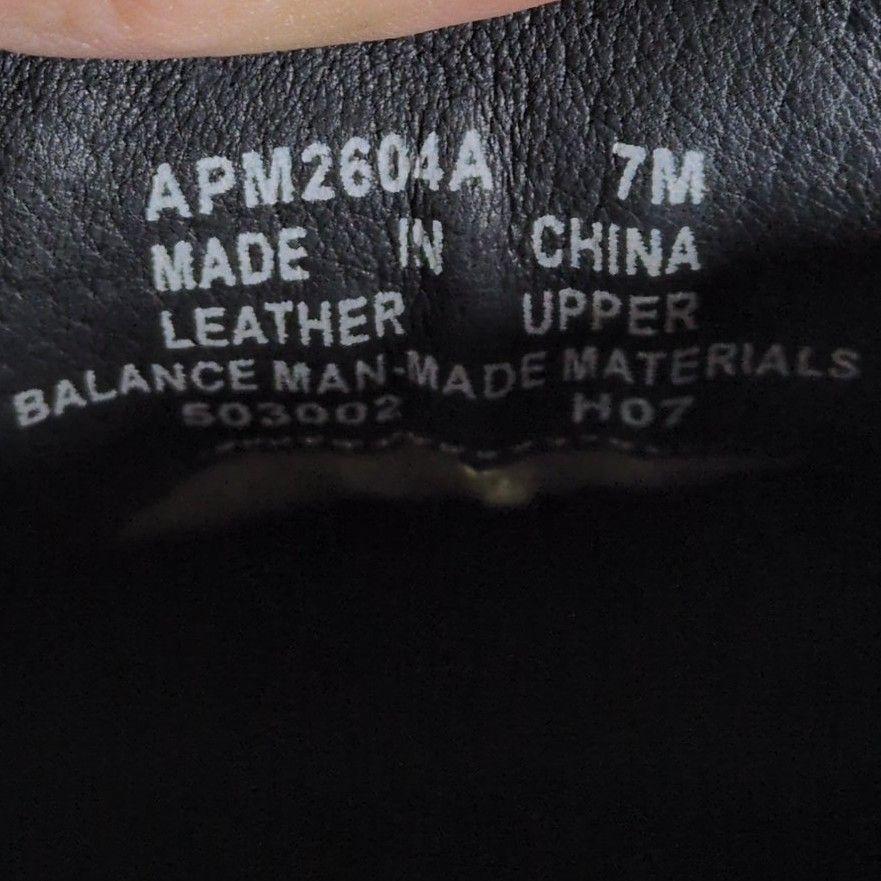 APM2604A 7M
MADE IN CHINA
LEATHER UPPER
BALANCE MAN-MADE MATERIALS
503002 H07